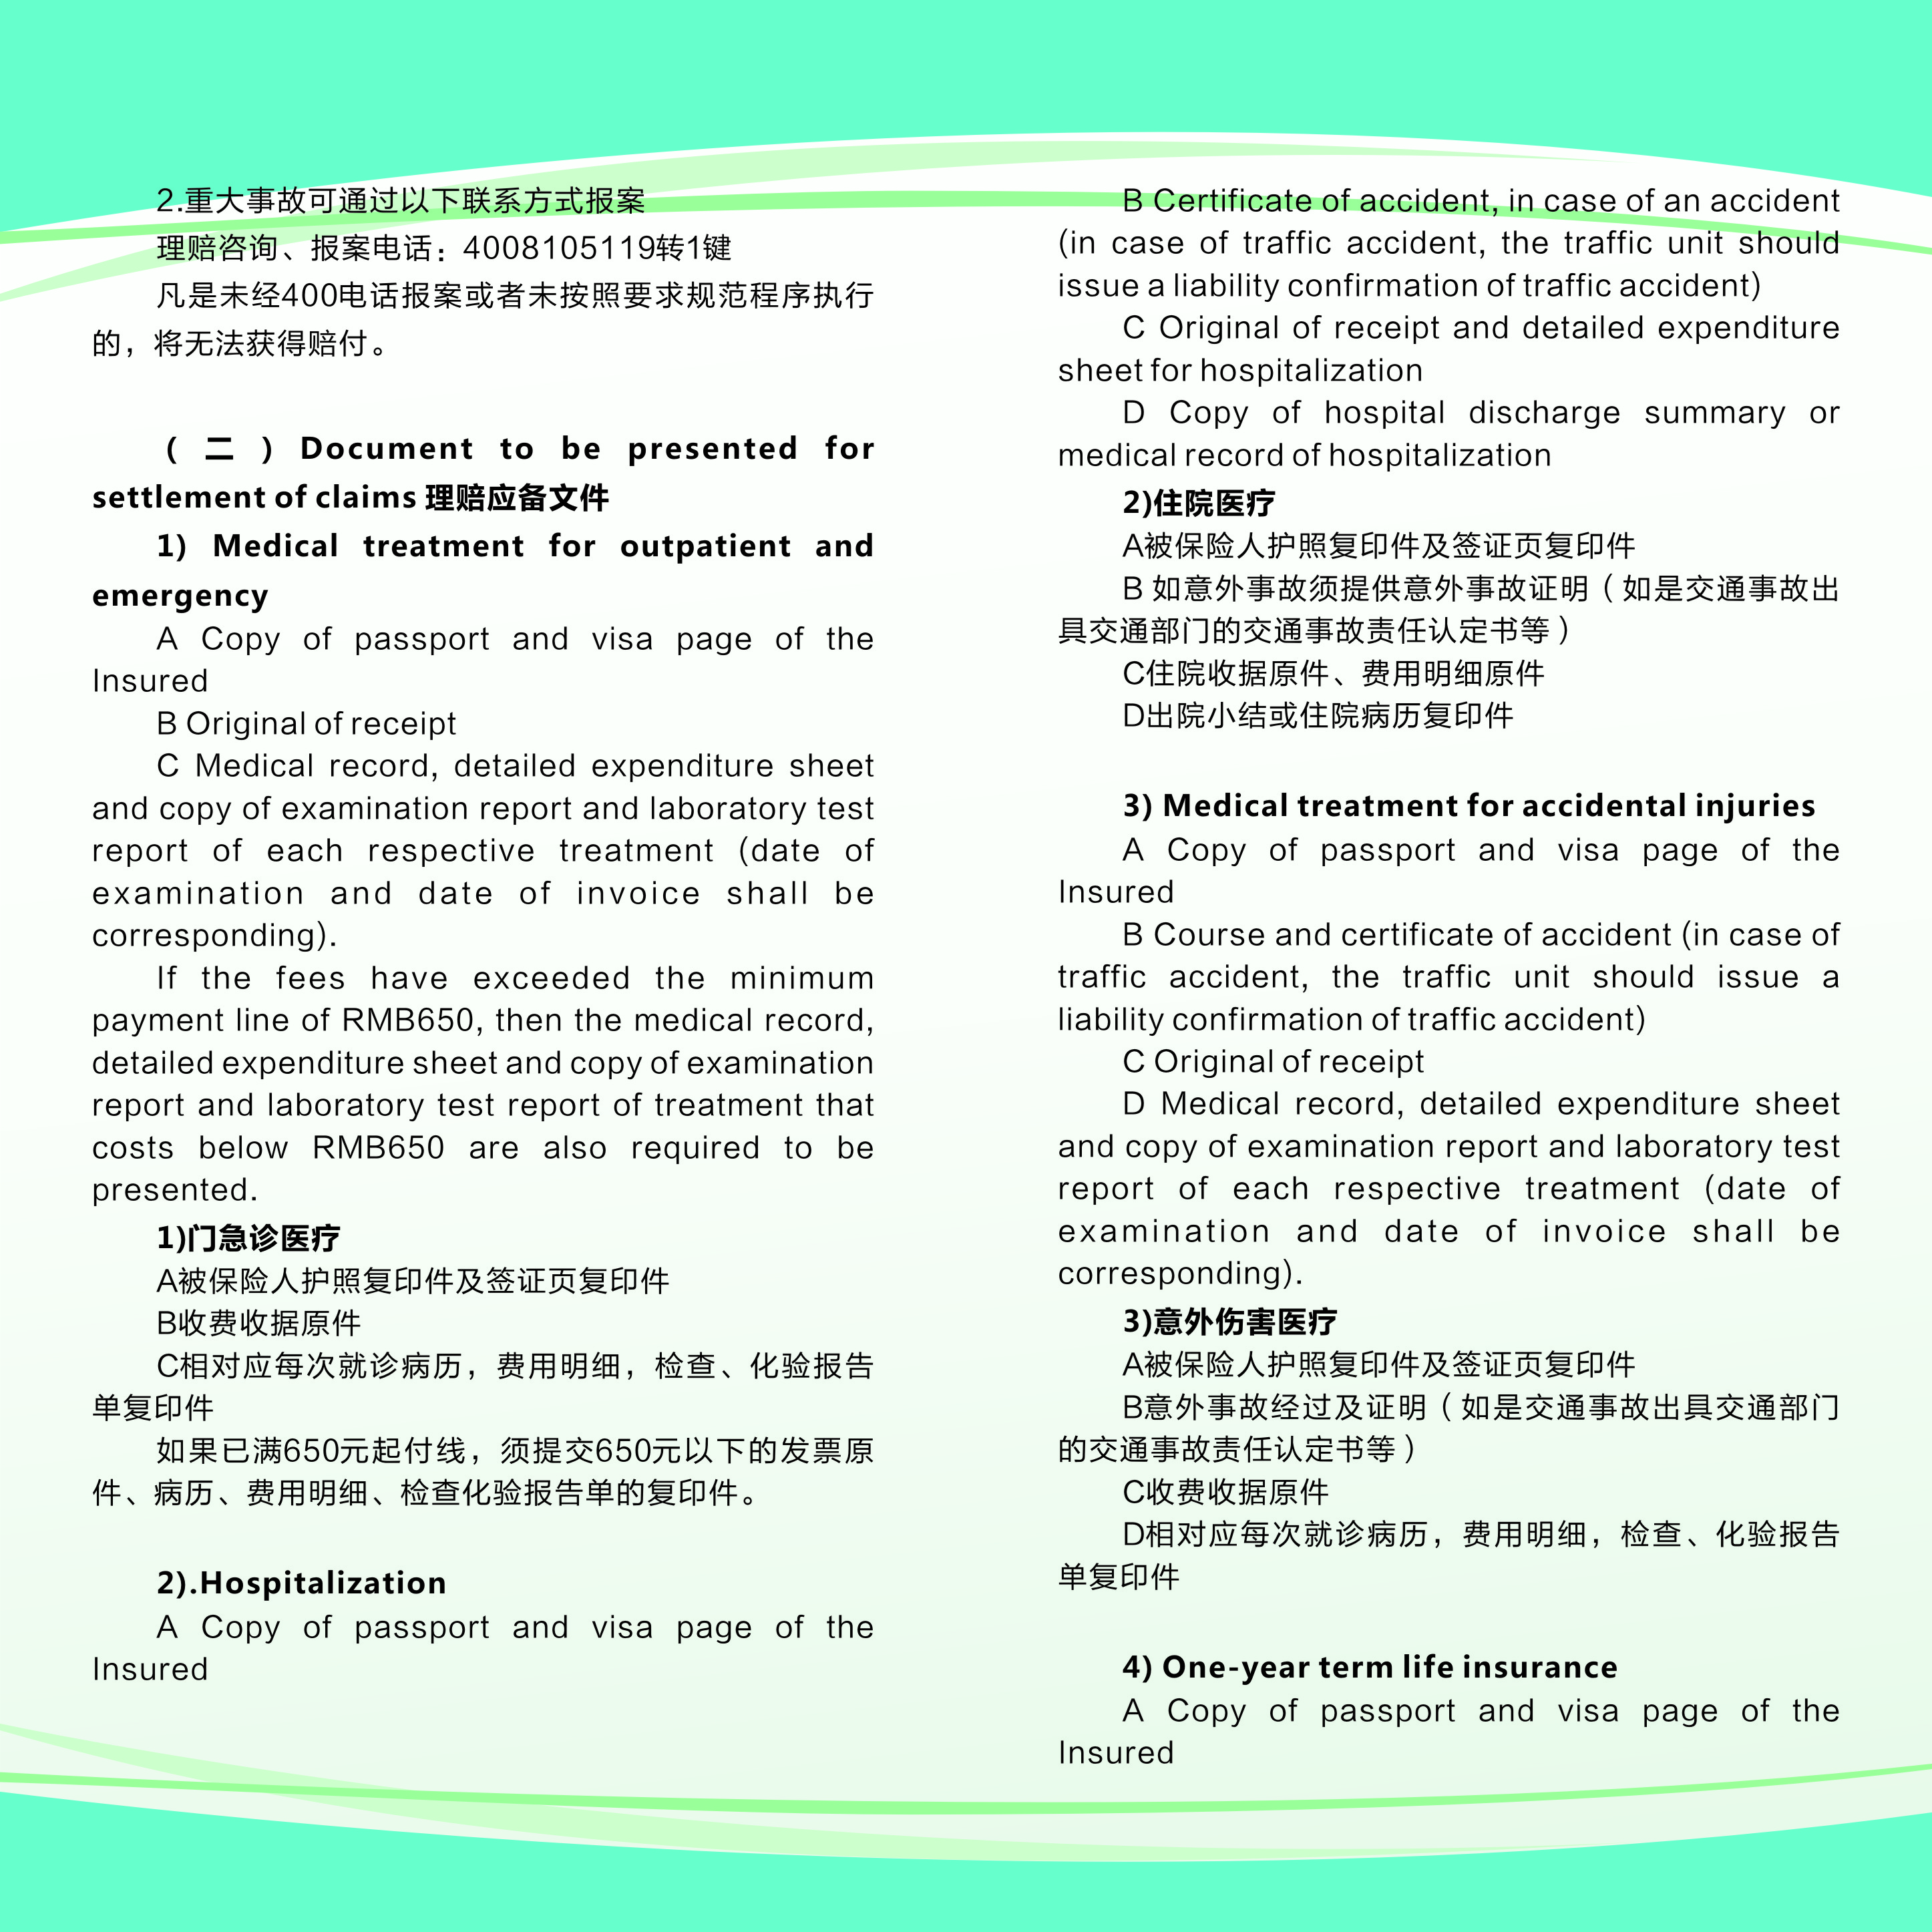 2.重大事故可通过以下联系方式报案
理赔咨询、报案电话：4008105119转1键
凡是未经400电话报案或者未按照要求规范程序执行
的，将无法获得赔付。
（二）Document to be presented for
settlement of claims 理赔应备文件
1) Medical treatment for outpatient and
emergency
A Copy of passport and visa page of the
Insured
B Original of receipt
C Medical record, detailed expenditure sheet
and copy of examination report and laboratory test
report of each respective treatment (date of
examination and date of invoice shall be
corresponding).
If the fees have exceeded the minimum
payment line of RMB650, then the medical record,
detailed expenditure sheet and copy of examination
report and laboratory test report of treatment that
costs below RMB650 are also required to be
presented.
1)门急诊医疗
A被保险人护照复印件及签证页复印件
B收费收据原件
C相对应每次就诊病历，费用明细，检查、化验报告
单复印件
如果已满650元起付线，须提交650元以下的发票原
件、病历、费用明细、检查化验报告单的复印件。
2).Hospitalization
A Copy of passport and visa page of the
Insured
B Certificate of accident, in case of an accident
(in case of traffic accident, the traffic unit should
issue a liability confirmation of traffic accident)
C Original of receipt and detailed expenditure
sheet for hospitalization
D Copy of hospital discharge summary or
medical record of hospitalization
2)住院医疗
A被保险人护照复印件及签证页复印件
B 如意外事故须提供意外事故证明（如是交通事故出
具交通部门的交通事故责任认定书等）
C住院收据原件、费用明细原件
D出院小结或住院病历复印件
3) Medical treatment for accidental injuries
A Copy of passport and visa page of the
Insured
B Course and certificate of accident (in case of
traffic accident, the traffic unit should issue a
liability confirmation of traffic accident)
C Original of receipt
D Medical record, detailed expenditure sheet
and copy of examination report and laboratory test
report of each respective treatment (date of
examination and date of invoice shall be
corresponding).
3)意外伤害医疗
A被保险人护照复印件及签证页复印件
B意外事故经过及证明（如是交通事故出具交通部门
的交通事故责任认定书等）
C收费收据原件
D相对应每次就诊病历，费用明细，检查、化验报告
单复印件
4) One-year term life insurance
A Copy of passport and visa page of the
Insured